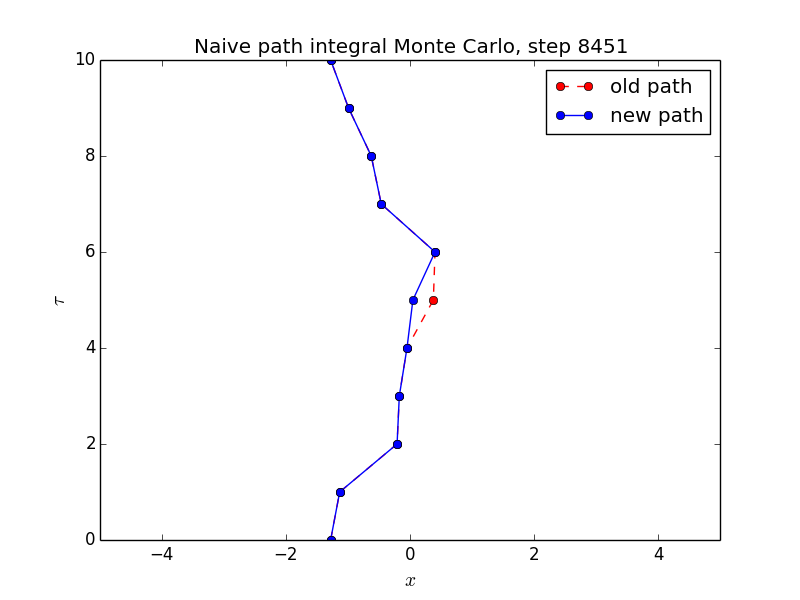 Naive path integral Monte Carlo, step 8451
old path
new path
10
8
6
4
2
0
τ
−4
−2
0
2
4
x